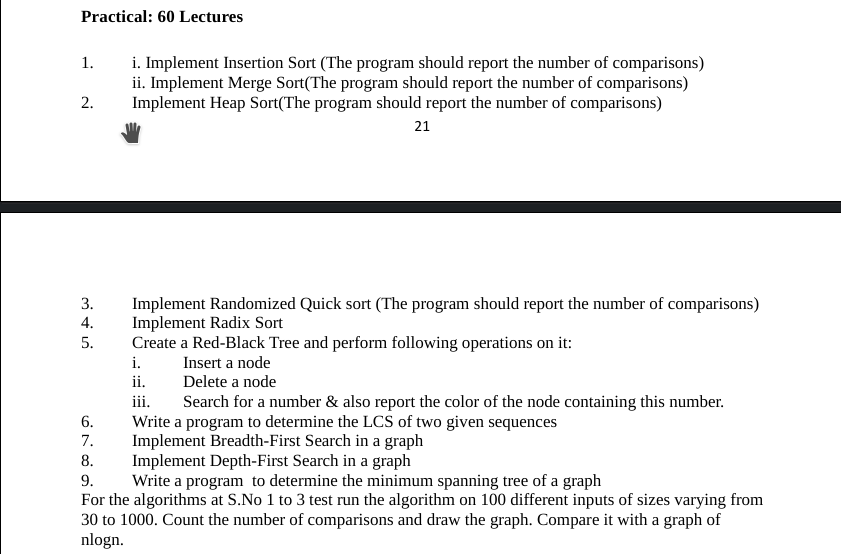 Practical: 60 Lectures
1. i. Implement Insertion Sort (The program should report the number of comparisons)
ii. Implement Merge Sort(The program should report the number of comparisons)
2. Implement Heap Sort(The program should report the number of comparisons)
21
3. Implement Randomized Quick sort (The program should report the number of comparisons)
4. Implement Radix Sort
5. Create a Red-Black Tree and perform following operations on it:
i. Insert a node
ii. Delete a node
iii. Search for a number & also report the color of the node containing this number.
6. Write a program to determine the LCS of two given sequences
7. Implement Breadth-First Search in a graph
8. Implement Depth-First Search in a graph
9. Write a program  to determine the minimum spanning tree of a graph
For the algorithms at S.No 1 to 3 test run the algorithm on 100 different inputs of sizes varying from
30 to 1000. Count the number of comparisons and draw the graph. Compare it with a graph of
nlogn.